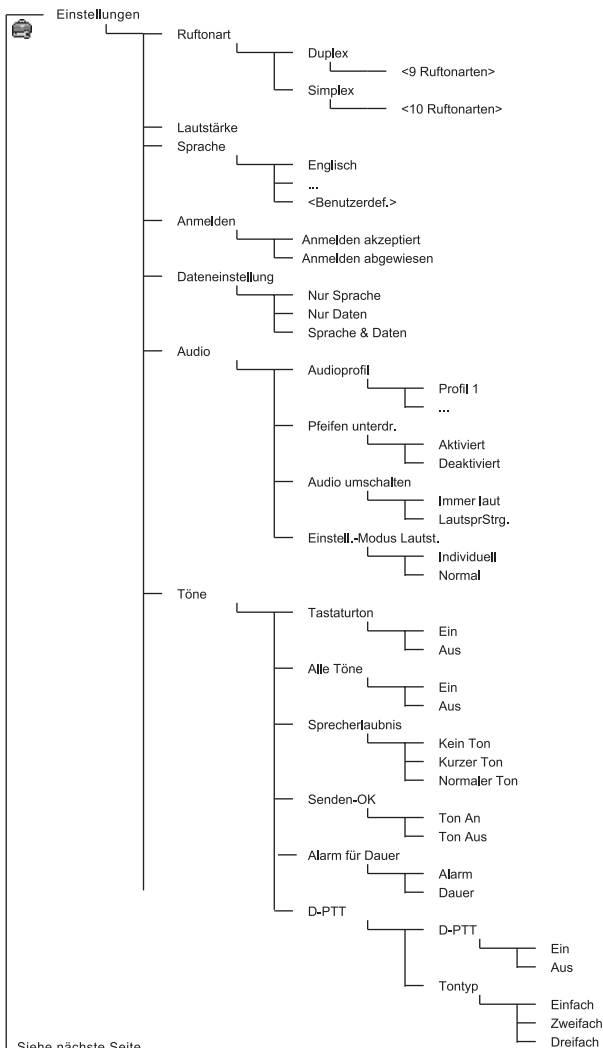 Einstellungen
Ruftonart
Duplex
<9 Ruftonarten>
Simplex
<10 Ruftonarten>
Lautstärke
Sprache
Englisch
...
<Benutzerdef.>
Anmelden
Anmelden akzeptiert
Anmelden abgewiesen
Dateneinstellung
Nur Sprache
Nur Daten
Sprache & Daten
Audio
Audioprofil
Profil 1
...
Pfeifen unterdr.
Aktiviert
Deaktiviert
Audio umschalten
Immer laut
LautsprStrg.
Einstell.-Modus Lautst.
Individuell
Normal
Töne
Tastaturton
Ein
Aus
Alle Töne
Ein
Aus
Sprecherlaubnis
Kein Ton
Kurzer Ton
Normaler Ton
Senden-OK
Ton An
Ton Aus
Alarm für Dauer
Alarm
Dauer
D-PTT
D-PTT
Ein
Aus
Tontyp
Einfach
Zweifach
Dreifach
Siehe nächste Seite